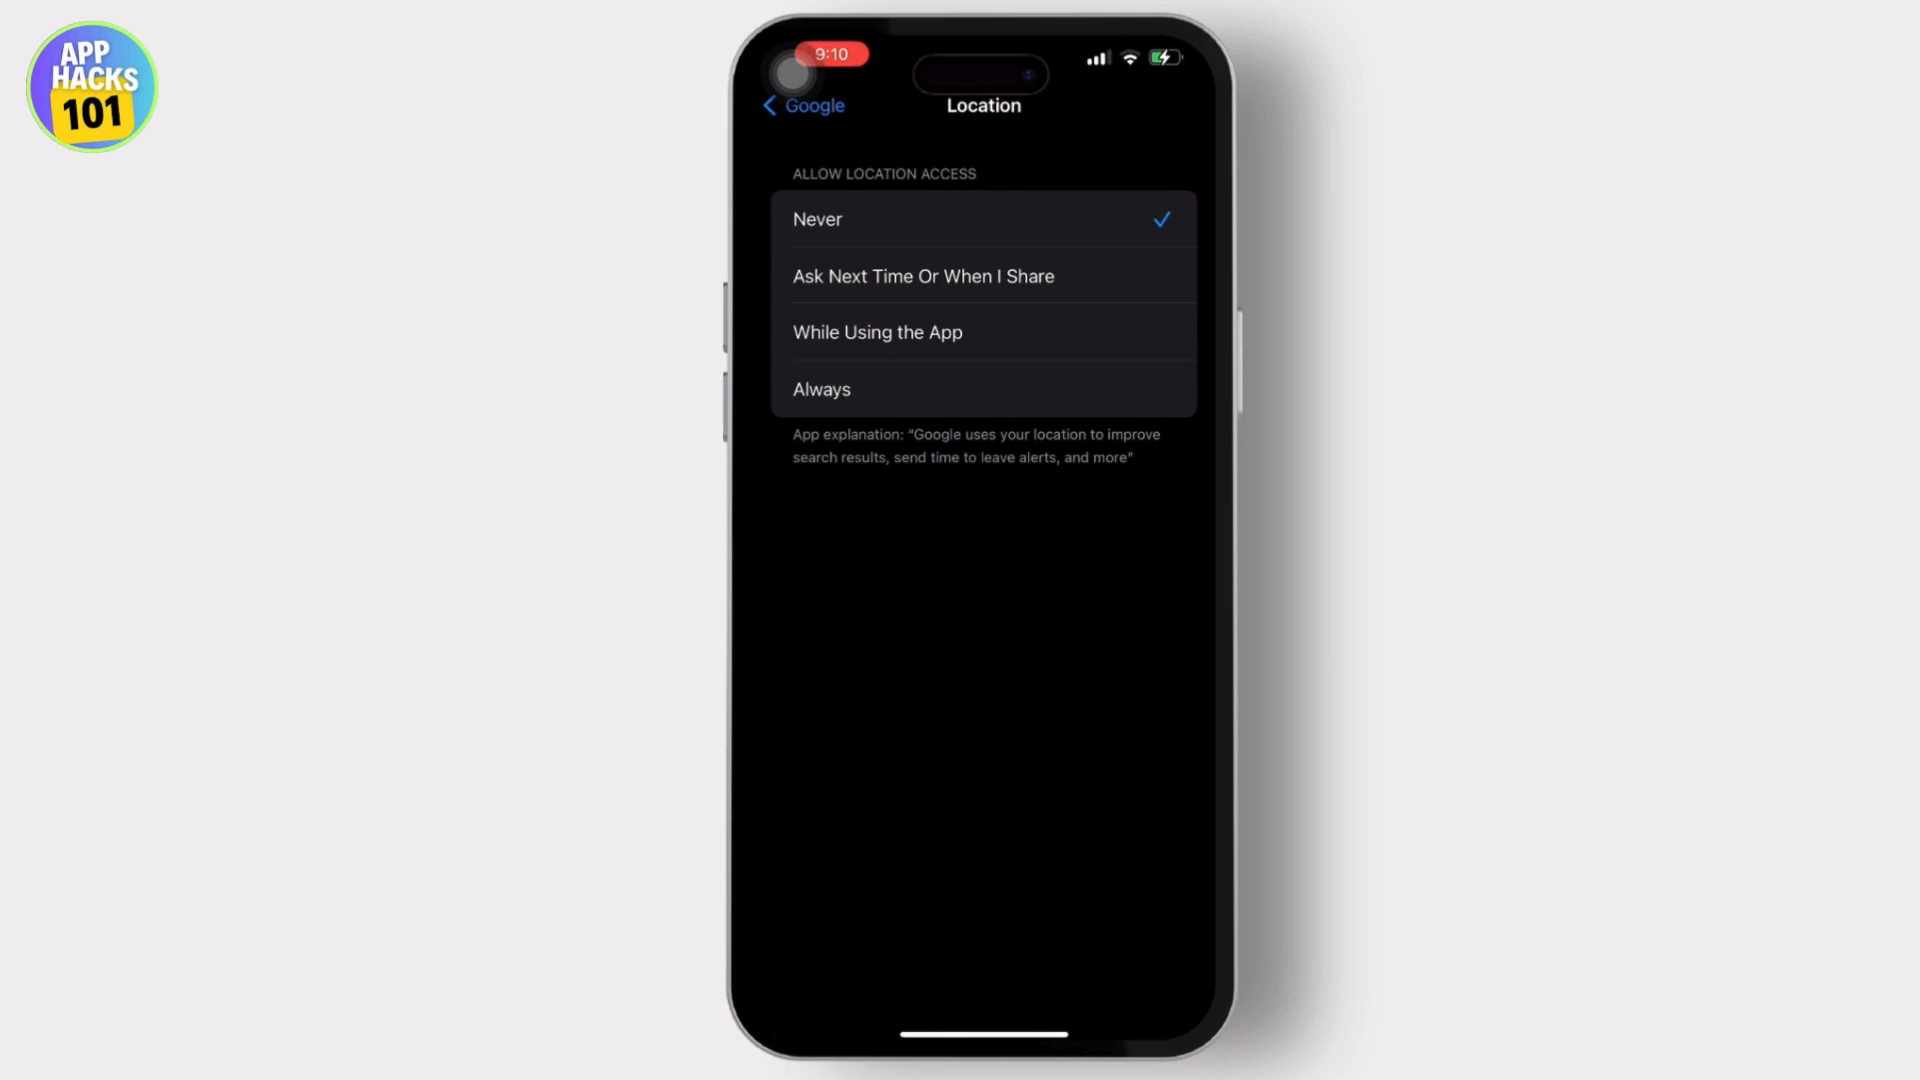 APP
HACKS
101
9:10
Google
Location
ALLOW LOCATION ACCESS
Never
Ask Next Time Or When I Share
While Using the App
Always
App explanation: “Google uses your location to improve
search results, send time to leave alerts, and more”